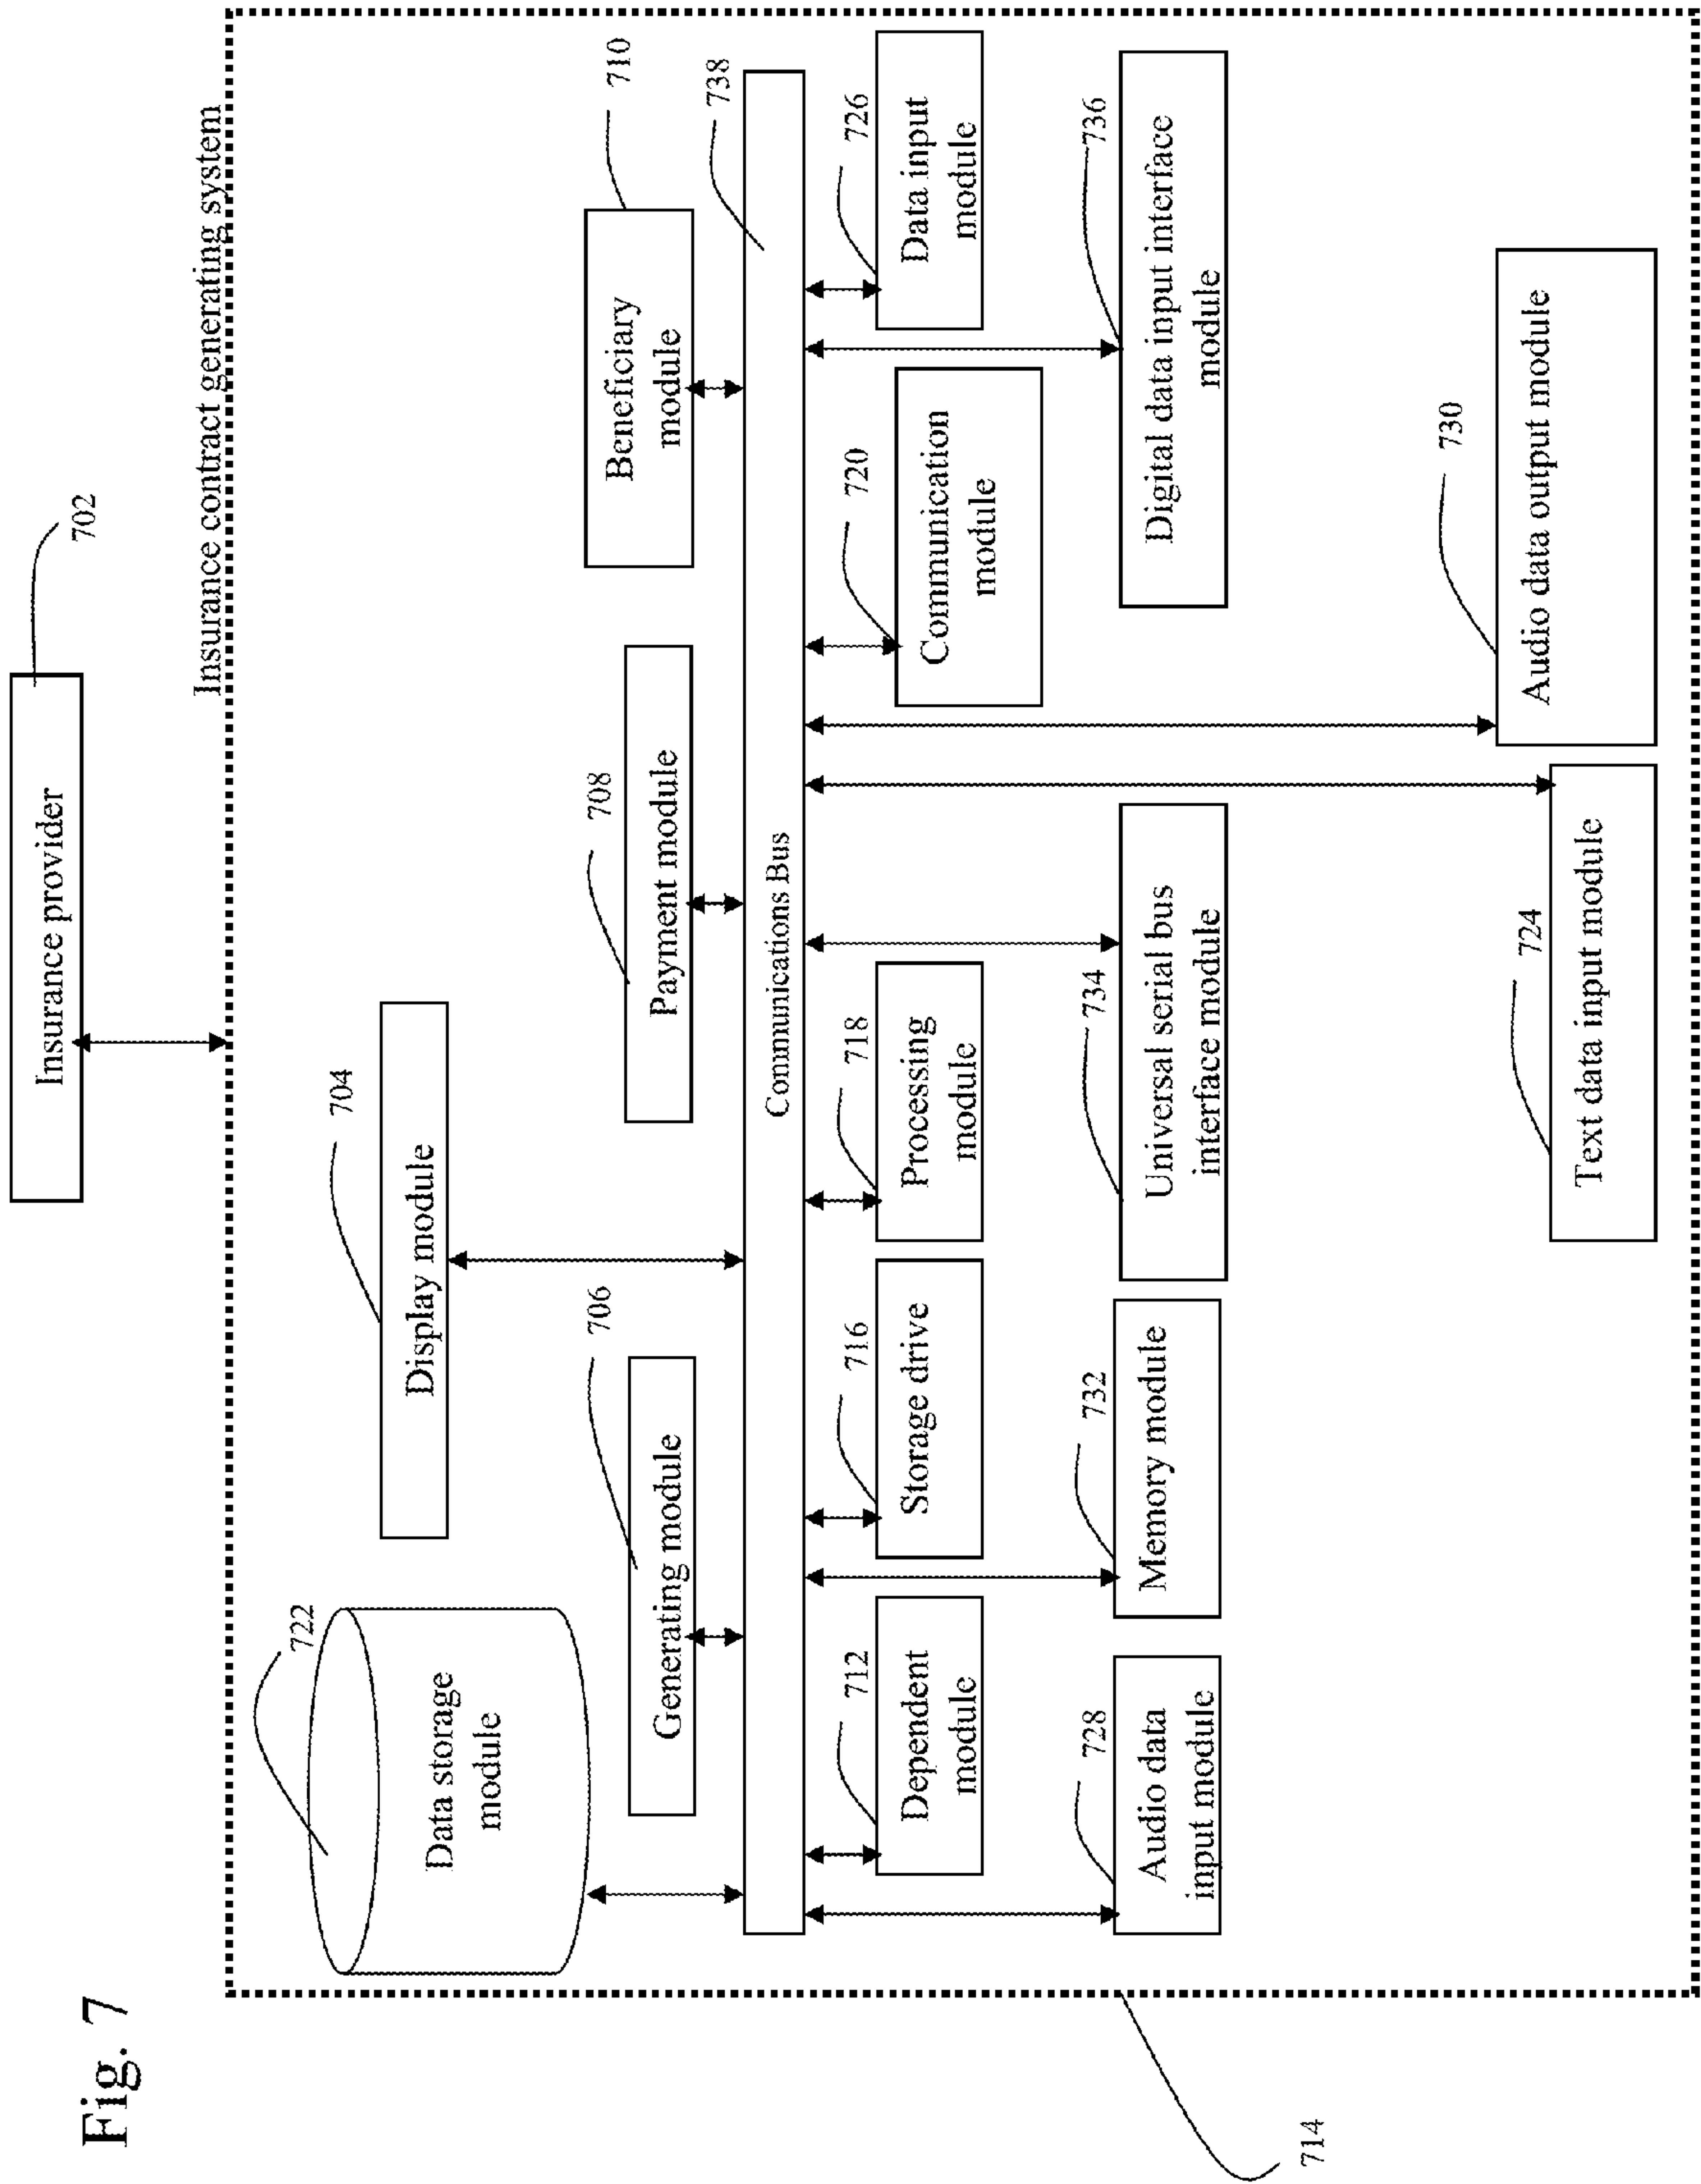 Fig. 7
Insurance provider
702
Insurance contract generating system
722
Data storage
module
704
Display module
706
Generating module
708
Payment module
710
Beneficiary
module
738
Communications Bus
712
Dependent
module
716
Storage drive
718
Processing
module
720
Communication
module
726
Data input
module
728
Audio data
input module
732
Memory module
734
Universal serial bus
interface module
736
Digital data input interface
module
724
Text data input module
730
Audio data output module
714